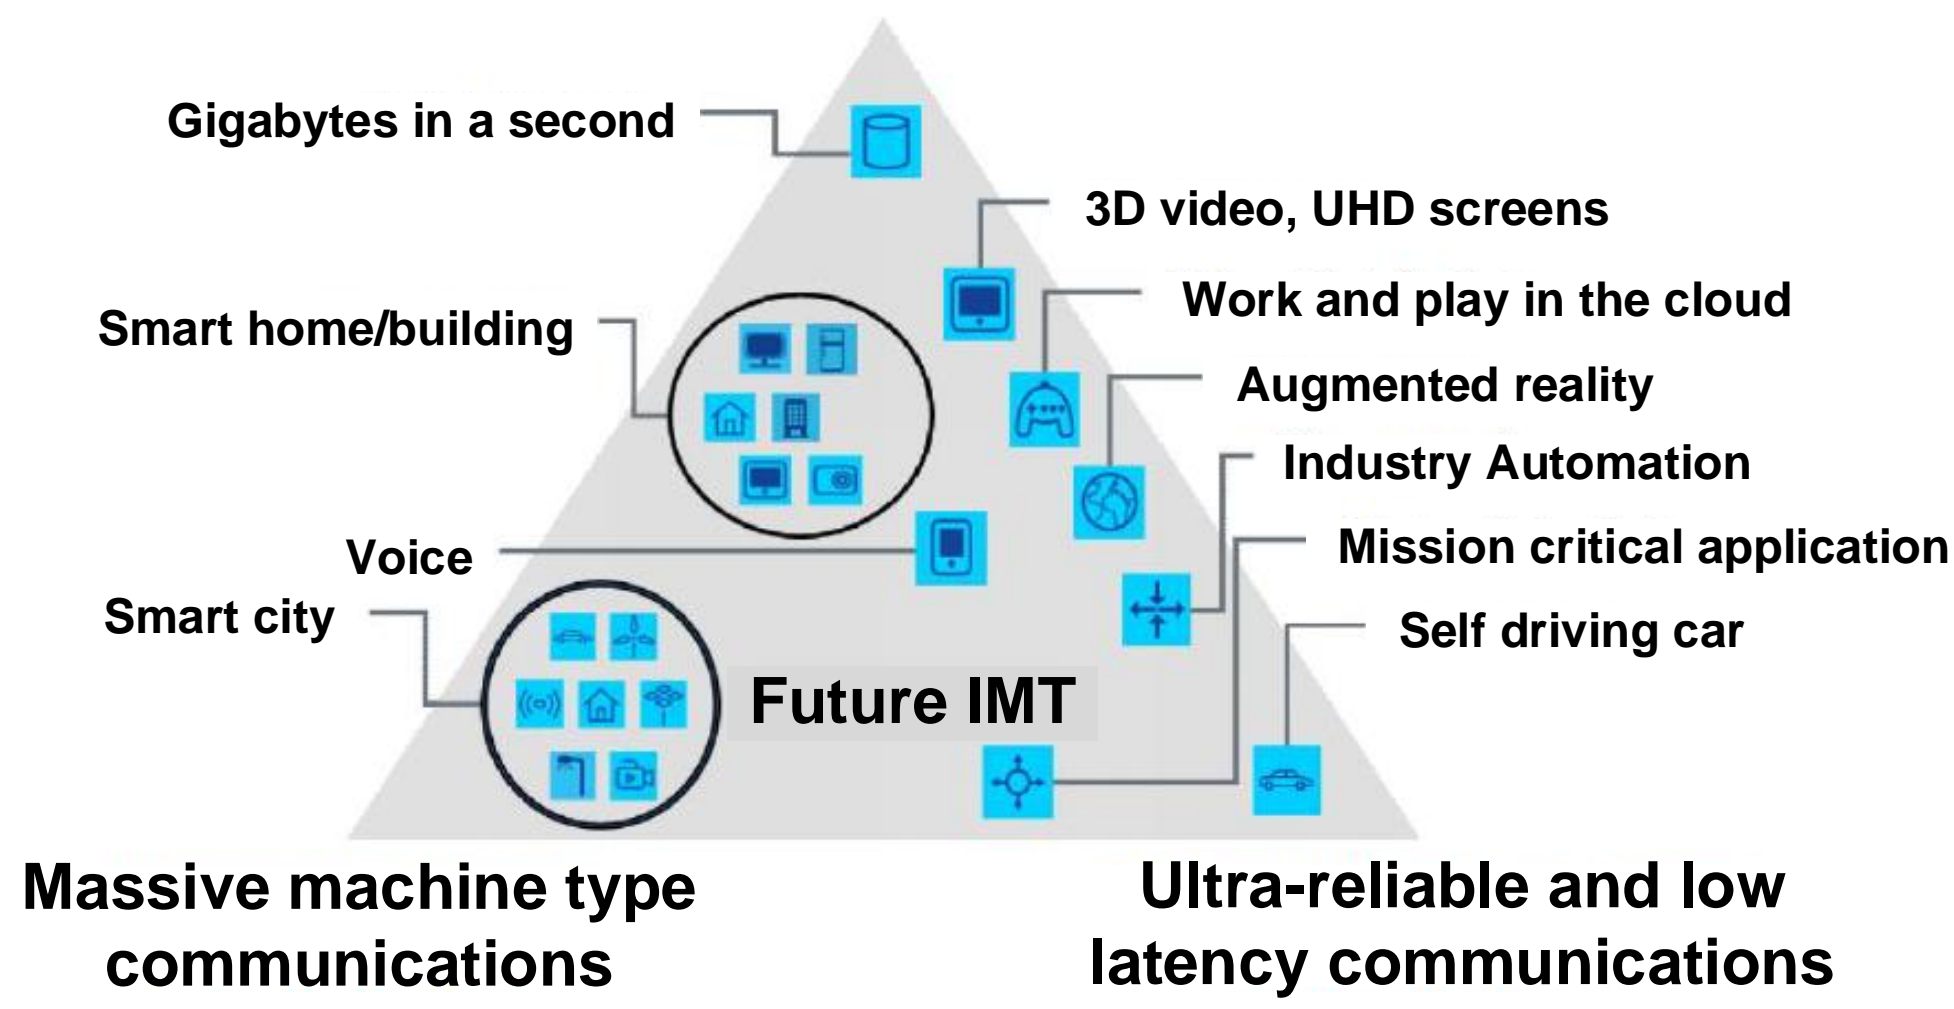 Gigabytes in a second
3D video, UHD screens
Work and play in the cloud
Smart home/building
Augmented reality
Industry Automation
Mission critical application
Voice
Smart city
Self driving car
Future IMT
Massive machine type
communications
Ultra-reliable and low
latency communications